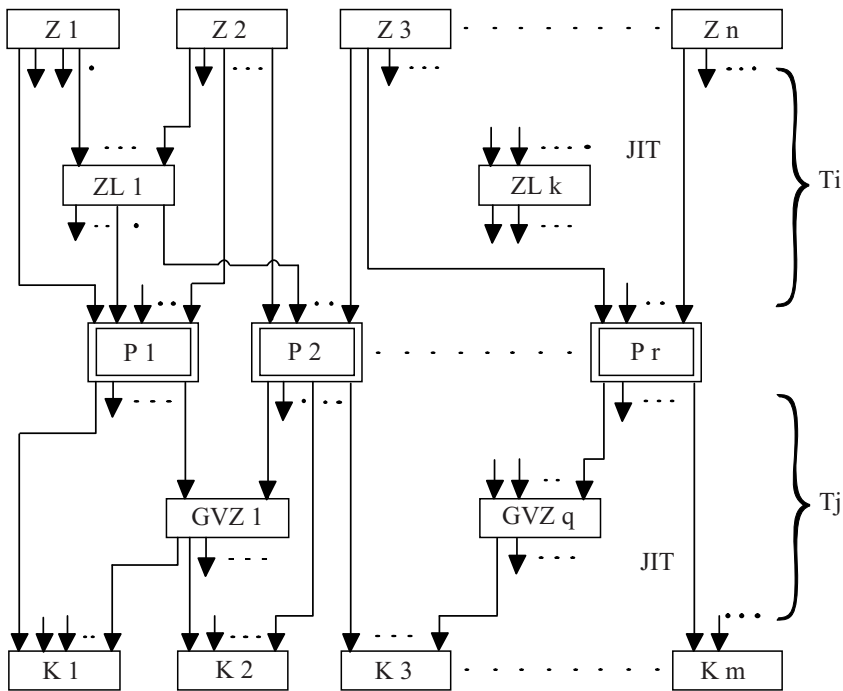 Z 1
Z 2
Z 3
Z n
ZL 1
ZL k
JIT
Ti
P 1
P 2
P r
GVZ 1
GVZ q
Tj
JIT
K 1
K 2
K 3
K m